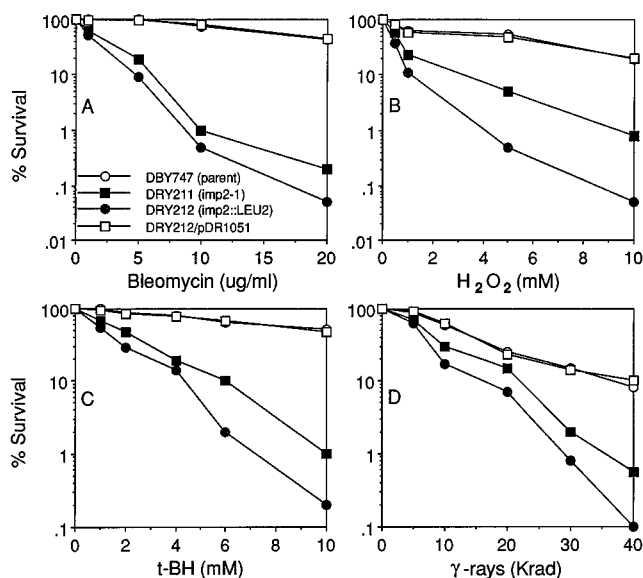 100
10
1
.1
.01
% Survival
A
DBY747 (parent)
DRY211 (imp2-1)
DRY212 (imp2::LEU2)
DRY212/pDR1051
0 5 10 15 20
Bleomycin (ug/ml)
100
10
1
.1
.01
% Survival
B
0 2 4 6 8 10
H2O2 (mM)
100
10
1
.1
% Survival
C
0 2 4 6 8 10
t-BH (mM)
100
10
1
.1
% Survival
D
0 10 20 30 40
γ-rays (Krad)